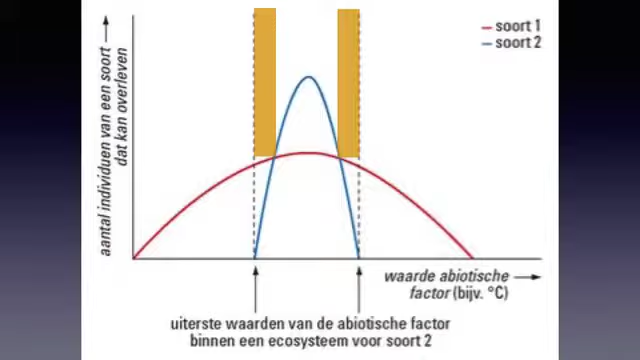 soort 1
soort 2
aantal individuen van een soort
dat kan overleven
waarde abiotische
factor (bijv. °C)
uiterste waarden van de abiotische factor
binnen een ecosysteem voor soort 2